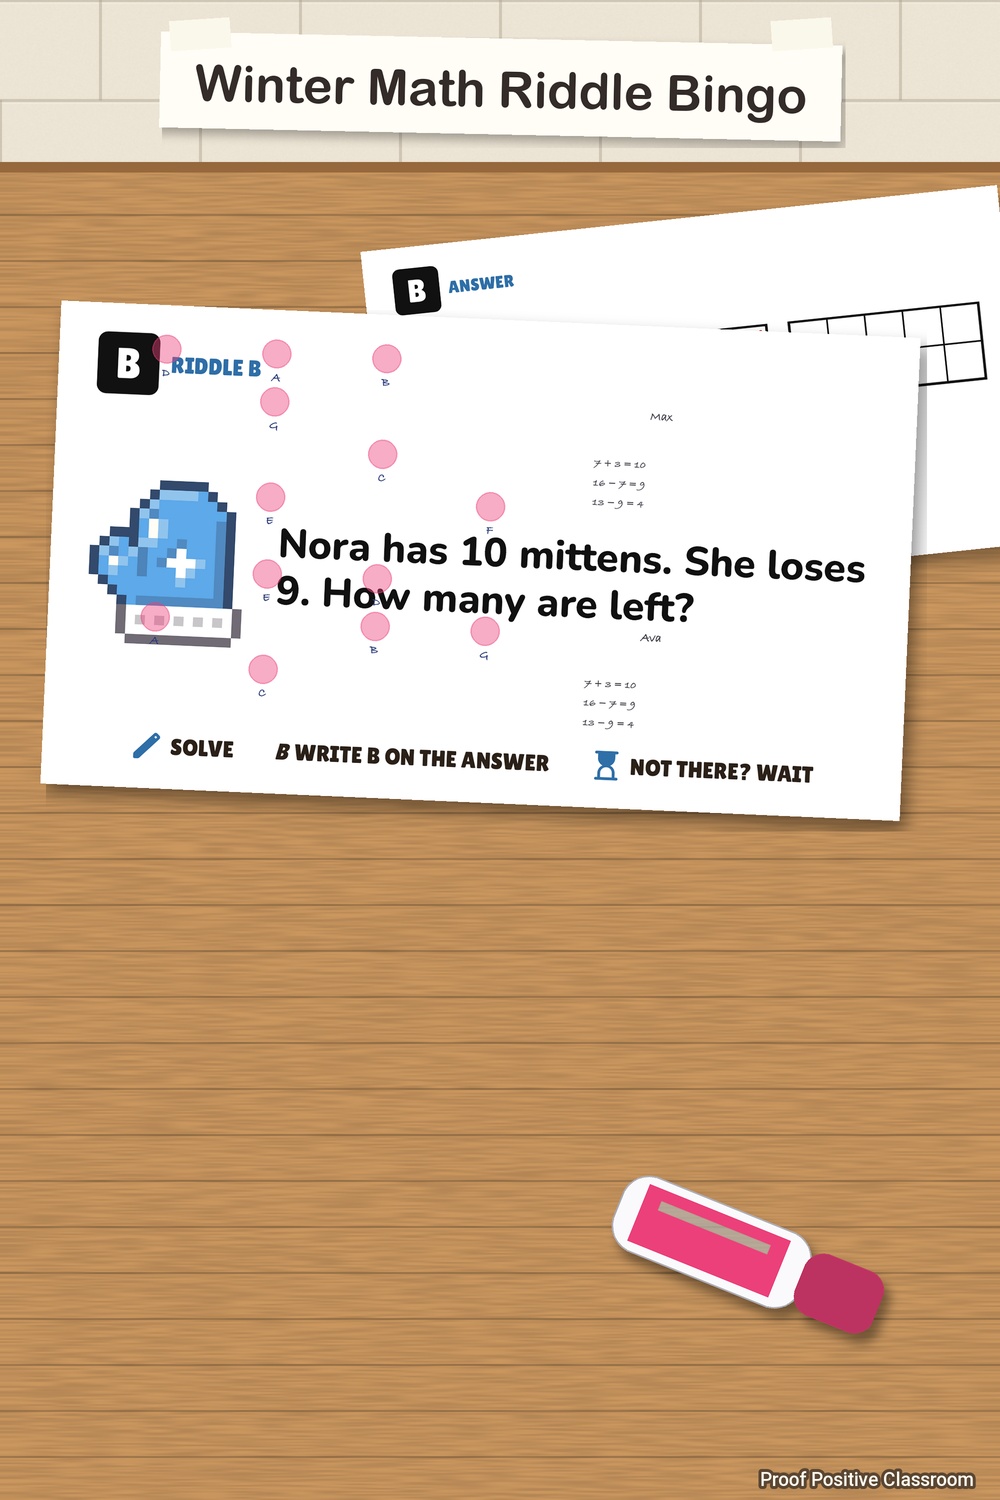 Winter Math Riddle Bingo
B ANSWER
B RIDDLE B
D
A
B
G
C
E
F
Max
7 + 3 = 10
16 - 7 = 9
13 - 9 = 4
Nora has 10 mittens. She loses
9. How many are left?
E
A
B
G
C
Ava
7 + 3 = 10
16 - 7 = 9
13 - 9 = 4
SOLVE
B WRITE B ON THE ANSWER
NOT THERE? WAIT
Proof Positive Classroom